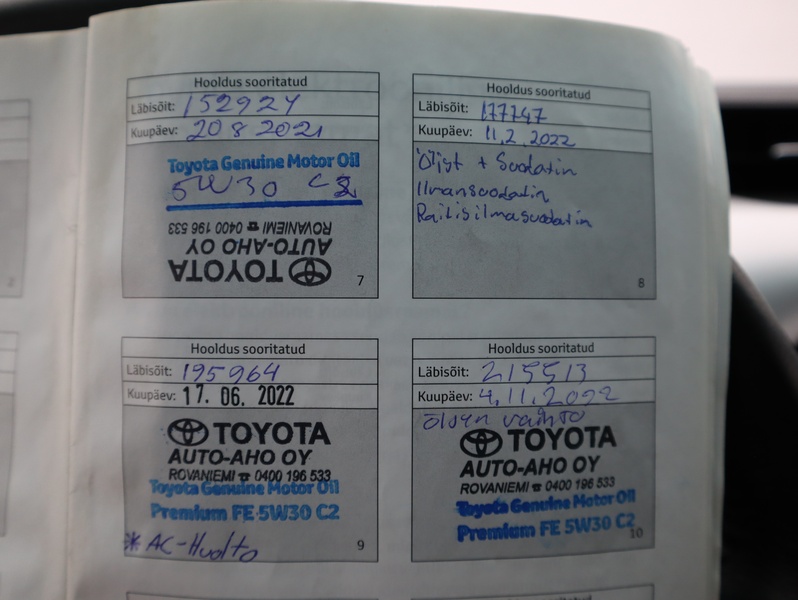 Hooldus sooritatud
Läbisõit: 152924
Kuupäev: 20 8 2021
Toyota Genuine Motor Oil
5W30 C2
ROVANIEMI ☎ 0400 196 533
AUTO-AHO OY
TOYOTA
7
Hooldus sooritatud
Läbisõit: 177747
Kuupäev: 11.2.2022
Öljyt + Suodatin
Ilmansuodatin
Raitisilmasuodatin
8
Hooldus sooritatud
Läbisõit: 195964
Kuupäev: 17. 06. 2022
TOYOTA
AUTO-AHO OY
ROVANIEMI ☎ 0400 196 533
Toyota Genuine Motor Oil
Premium FE 5W30 C2
* AC-Huolto
9
Hooldus sooritatud
Läbisõit: 215513
Kuupäev: 4.11.2022
öljyn vaihto
TOYOTA
AUTO-AHO OY
ROVANIEMI ☎ 0400 196 533
Toyota Genuine Motor Oil
Premium FE 5W30 C2
10